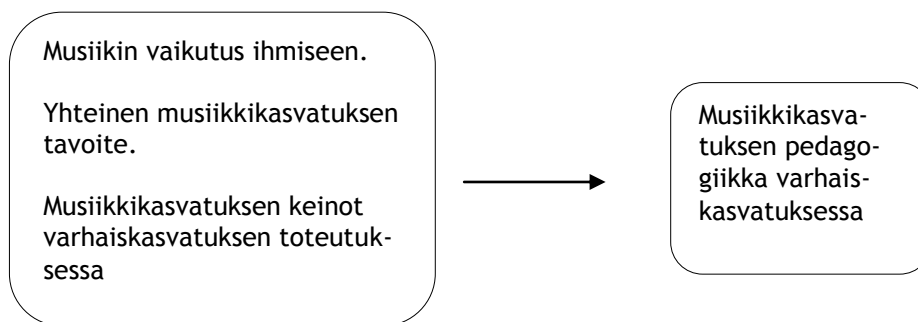 Musiikin vaikutus ihmiseen.
Yhteinen musiikkikasvatuksen
tavoite.
Musiikkikasvatuksen keinot
varhaiskasvatuksen toteutuk-
sessa
Musiikkikasva-
tuksen pedago-
giikka varhais-
kasvatuksessa